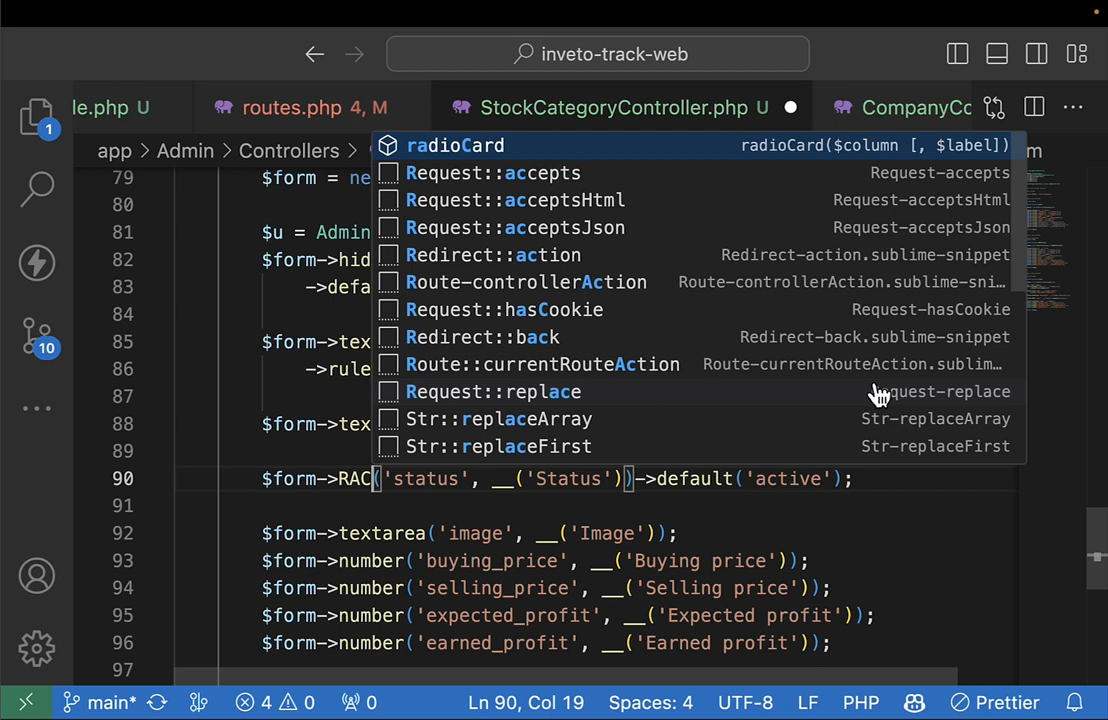 inveto-track-web
le.php U
routes.php 4, M
StockCategoryController.php U
CompanyCo
app > Admin > Controllers >
m
1
10
79 $form = ne
80
81 $u = Admin
82 $form->hid
83 ->defa
84
85 $form->tex
86 ->rule
87
88 $form->tex
89
90 $form->RAC('status', __('Status'))->default('active');
91
92 $form->textarea('image', __('Image'));
93 $form->number('buying_price', __('Buying price'));
94 $form->number('selling_price', __('Selling price'));
95 $form->number('expected_profit', __('Expected profit'));
96 $form->number('earned_profit', __('Earned profit'));
97
radioCard radioCard($column [, $label])
Request::accepts Request-accepts
Request::acceptsHtml Request-acceptsHtml
Request::acceptsJson Request-acceptsJson
Redirect::action Redirect-action.sublime-snippet
Route-controllerAction Route-controllerAction.sublime-sni…
Request::hasCookie Request-hasCookie
Redirect::back Redirect-back.sublime-snippet
Route::currentRouteAction Route-currentRouteAction.sublim…
Request::replace quest-replace
Str::replaceArray Str-replaceArray
Str::replaceFirst Str-replaceFirst
main* 4 0 0 Ln 90, Col 19 Spaces: 4 UTF-8 LF PHP Prettier